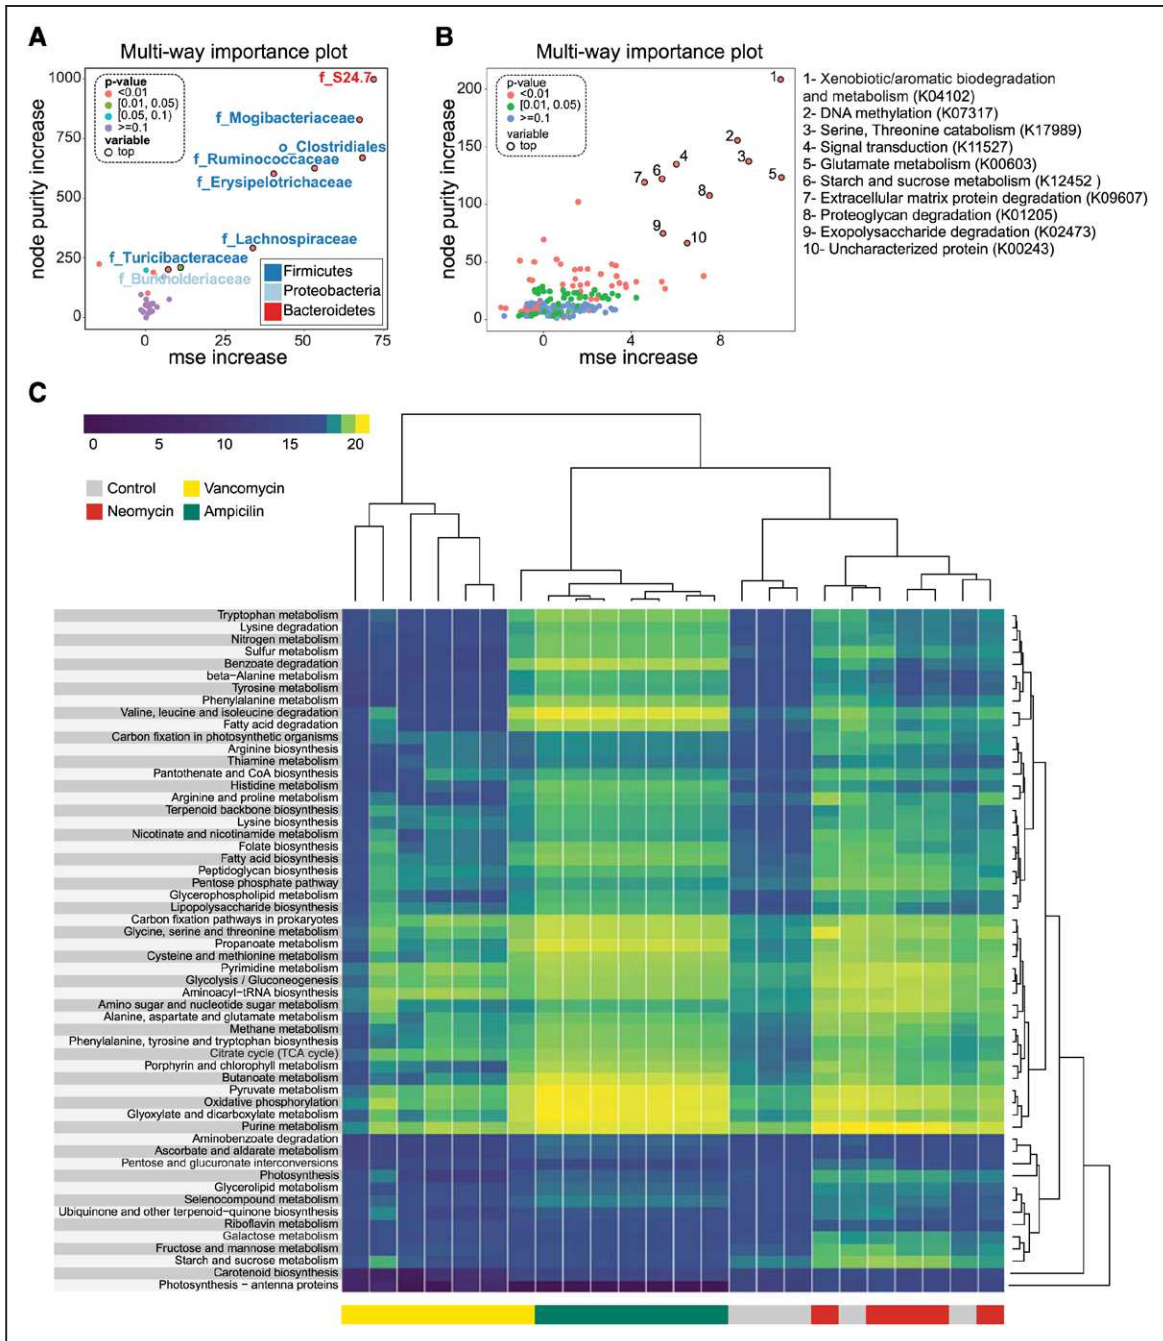 A
Multi-way importance plot
node purity increase
1000
750
500
250
0
p-value
<0.01
[0.01, 0.05)
[0.05, 0.1)
>=0.1
variable
top
f_S24.7
f_Mogibacteriaceae
o_Clostridiales
f_Ruminococcaceae
f_Erysipelotrichaceae
f_Lachnospiraceae
f_Turicibacteraceae
f_Burkholderiaceae
Firmicutes
Proteobacteria
Bacteroidetes
0 25 50 75
mse increase
B
Multi-way importance plot
node purity increase
200
150
100
50
0
p-value
<0.01
[0.01, 0.05)
>=0.1
variable
top
1
2
3
4
5
6
7
8
9
10
0 4 8
mse increase
1- Xenobiotic/aromatic biodegradation
and metabolism (K04102)
2- DNA methylation (K07317)
3- Serine, Threonine catabolism (K17989)
4- Signal transduction (K11527)
5- Glutamate metabolism (K00603)
6- Starch and sucrose metabolism (K12452 )
7- Extracellular matrix protein degradation (K09607)
8- Proteoglycan degradation (K01205)
9- Exopolysaccharide degradation (K02473)
10- Uncharacterized protein (K00243)
C
0 5 10 15 20
Control
Vancomycin
Neomycin
Ampicilin
Tryptophan metabolism
Lysine degradation
Nitrogen metabolism
Sulfur metabolism
Benzoate degradation
beta-Alanine metabolism
Tyrosine metabolism
Phenylalanine metabolism
Valine, leucine and isoleucine degradation
Fatty acid degradation
Carbon fixation in photosynthetic organisms
Arginine biosynthesis
Thiamine metabolism
Pantothenate and CoA biosynthesis
Histidine metabolism
Arginine and proline metabolism
Terpenoid backbone biosynthesis
Lysine biosynthesis
Nicotinate and nicotinamide metabolism
Folate biosynthesis
Fatty acid biosynthesis
Peptidoglycan biosynthesis
Pentose phosphate pathway
Glycerophospholipid metabolism
Lipopolysaccharide biosynthesis
Carbon fixation pathways in prokaryotes
Glycine, serine and threonine metabolism
Propanoate metabolism
Cysteine and methionine metabolism
Pyrimidine metabolism
Glycolysis / Gluconeogenesis
Aminoacyl-tRNA biosynthesis
Amino sugar and nucleotide sugar metabolism
Alanine, aspartate and glutamate metabolism
Methane metabolism
Phenylalanine, tyrosine and tryptophan biosynthesis
Citrate cycle (TCA cycle)
Porphyrin and chlorophyll metabolism
Butanoate metabolism
Pyruvate metabolism
Oxidative phosphorylation
Glyoxylate and dicarboxylate metabolism
Purine metabolism
Aminobenzoate degradation
Ascorbate and aldarate metabolism
Pentose and glucuronate interconversions
Photosynthesis
Glycerolipid metabolism
Selenocompound metabolism
Ubiquinone and other terpenoid-quinone biosynthesis
Riboflavin metabolism
Galactose metabolism
Fructose and mannose metabolism
Starch and sucrose metabolism
Carotenoid biosynthesis
Photosynthesis - antenna proteins